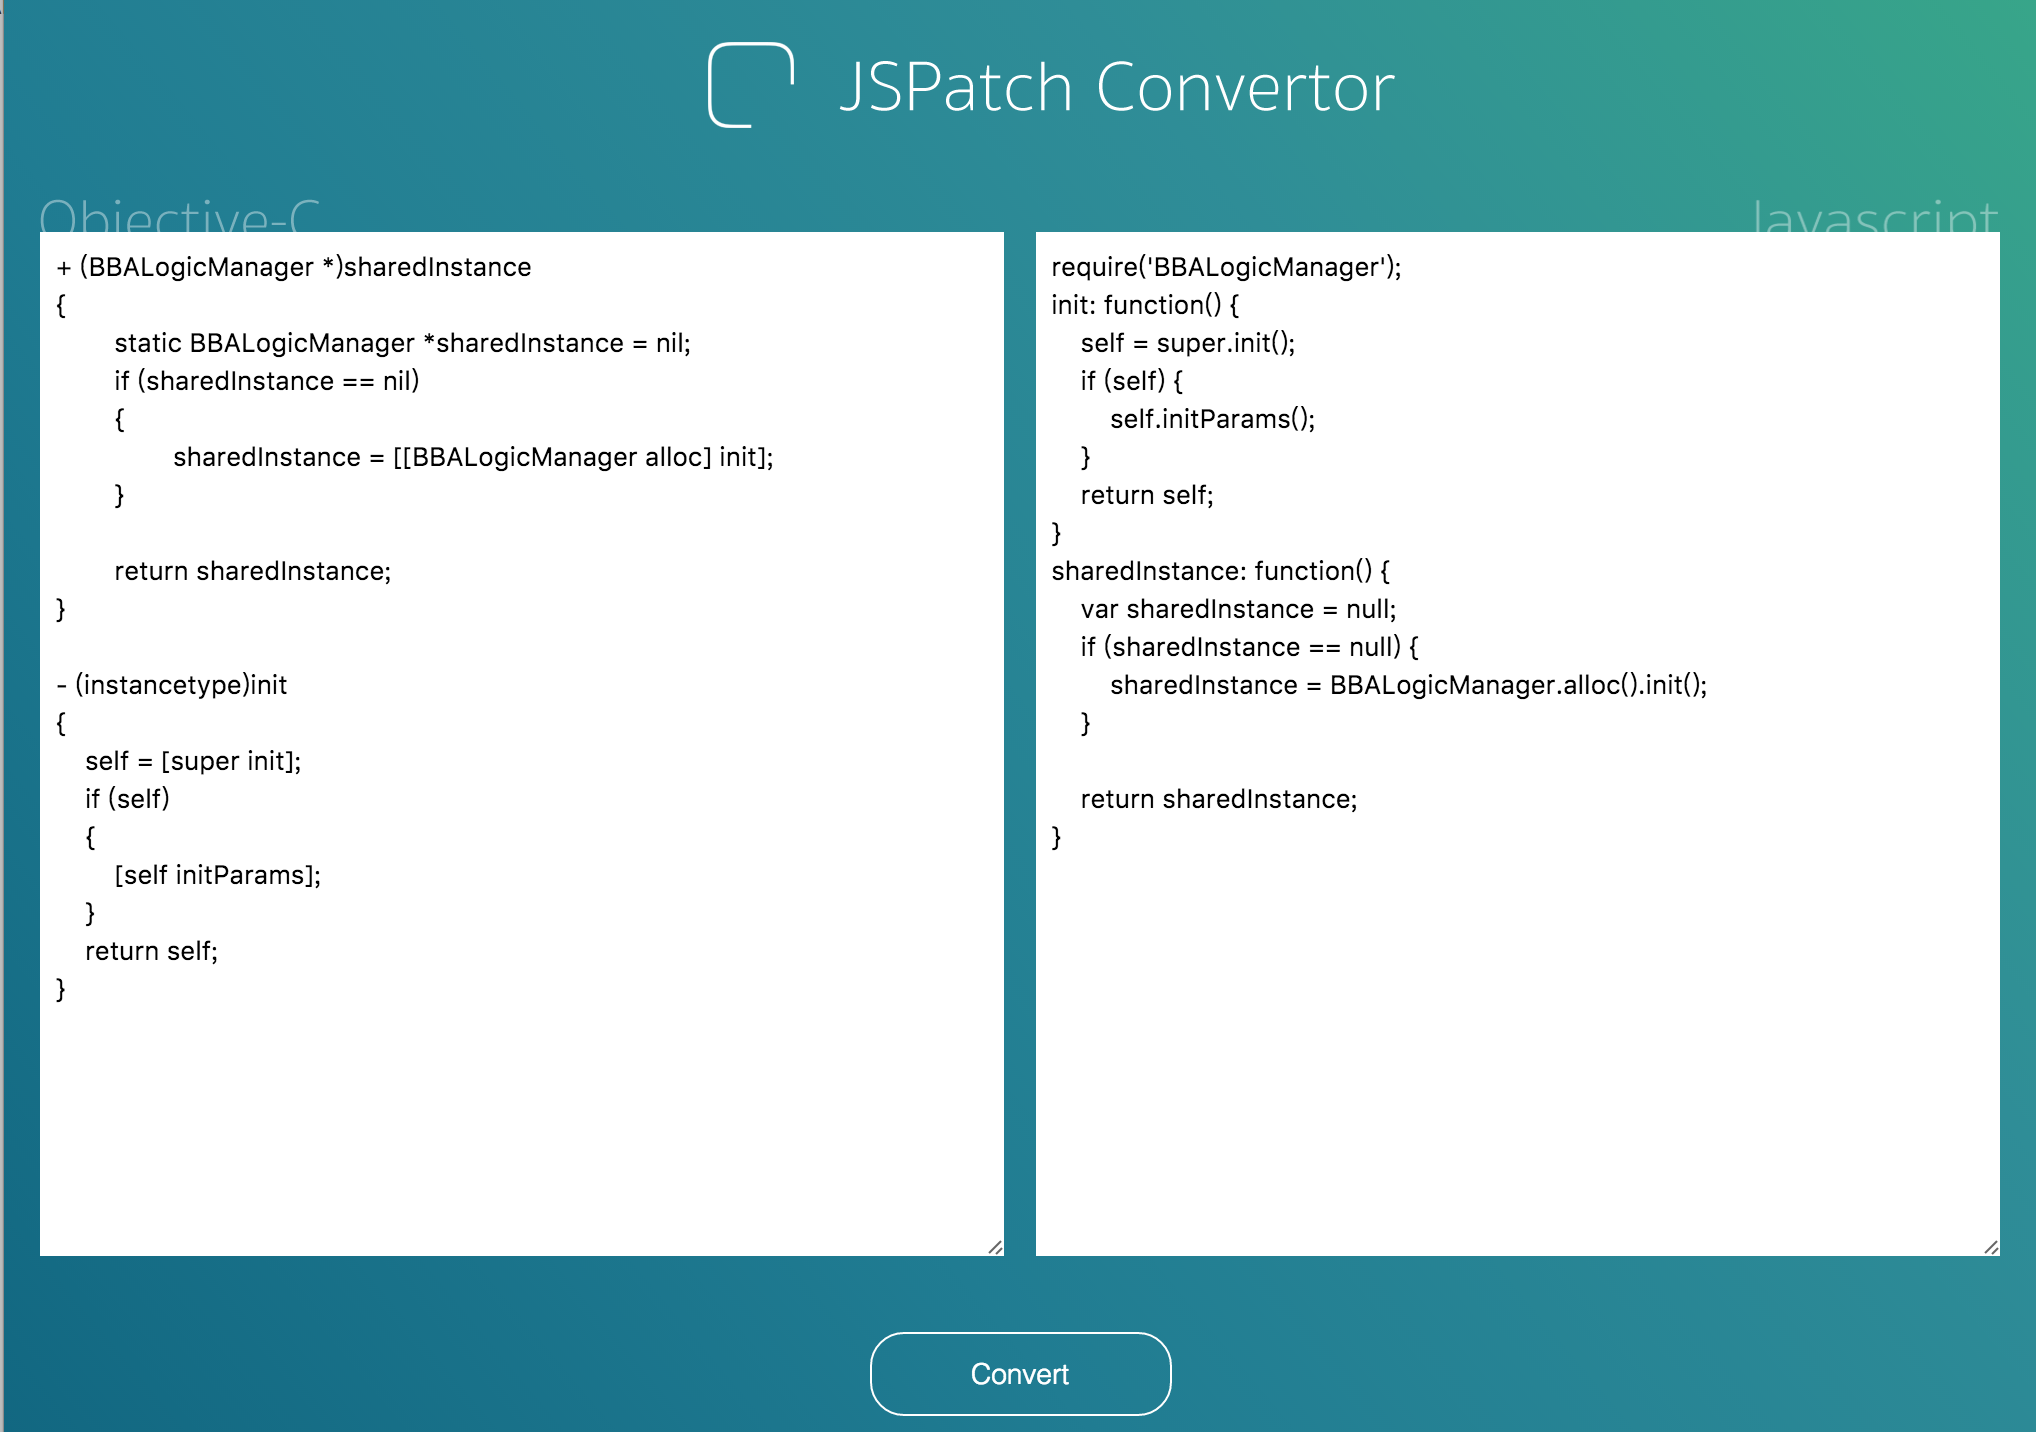 JSPatch Convertor
Objective-C
Javascript
+ (BBALogicManager *)sharedInstance
{
static BBALogicManager *sharedInstance = nil;
if (sharedInstance == nil)
{
sharedInstance = [[BBALogicManager alloc] init];
}
return sharedInstance;
}
- (instancetype)init
{
self = [super init];
if (self)
{
[self initParams];
}
return self;
}
require('BBALogicManager');
init: function() {
self = super.init();
if (self) {
self.initParams();
}
return self;
}
sharedInstance: function() {
var sharedInstance = null;
if (sharedInstance == null) {
sharedInstance = BBALogicManager.alloc().init();
}
return sharedInstance;
}
Convert